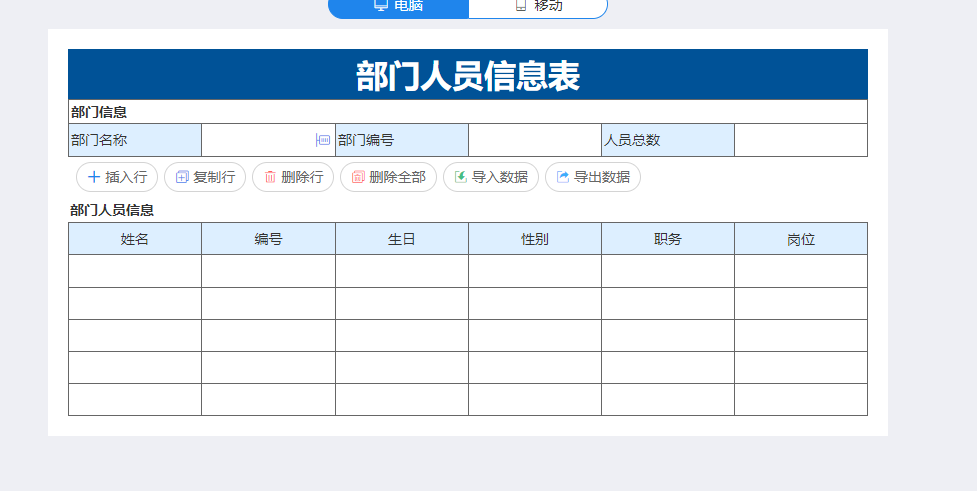 电脑 移动
部门人员信息表
部门信息
部门名称 部门编号 人员总数
插入行 复制行 删除行 删除全部 导入数据 导出数据
部门人员信息
姓名 编号 生日 性别 职务 岗位